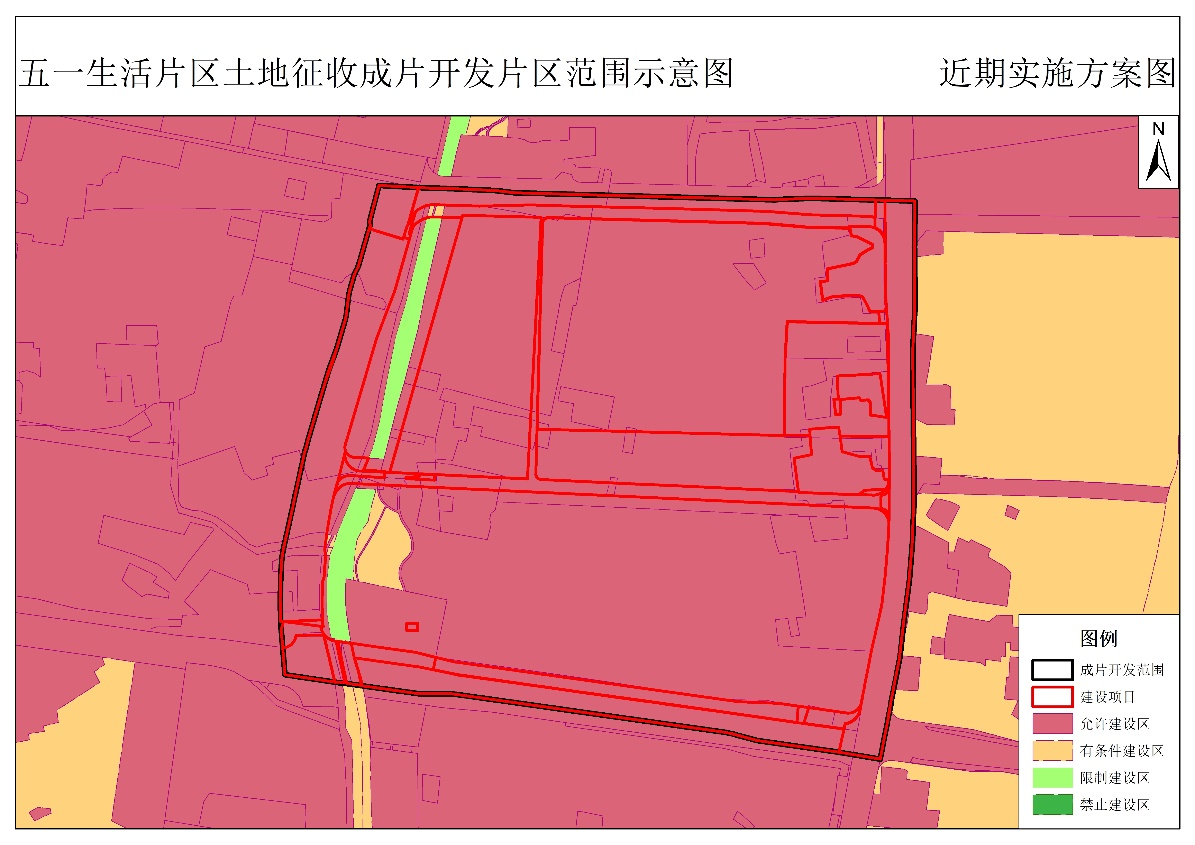 五一生活片区土地征收成片开发片区范围示意图
近期实施方案图
N
图例
成片开发范围
建设项目
允许建设区
有条件建设区
限制建设区
禁止建设区